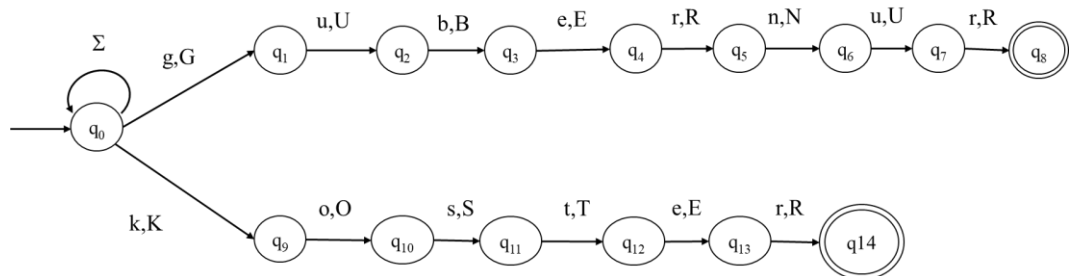 Σ
g,G
u,U
b,B
e,E
r,R
n,N
u,U
r,R
q₁
q₂
q₃
q₄
q₅
q₆
q₇
q₈
q₀
k,K
o,O
s,S
t,T
e,E
r,R
q₉
q₁₀
q₁₁
q₁₂
q₁₃
q14